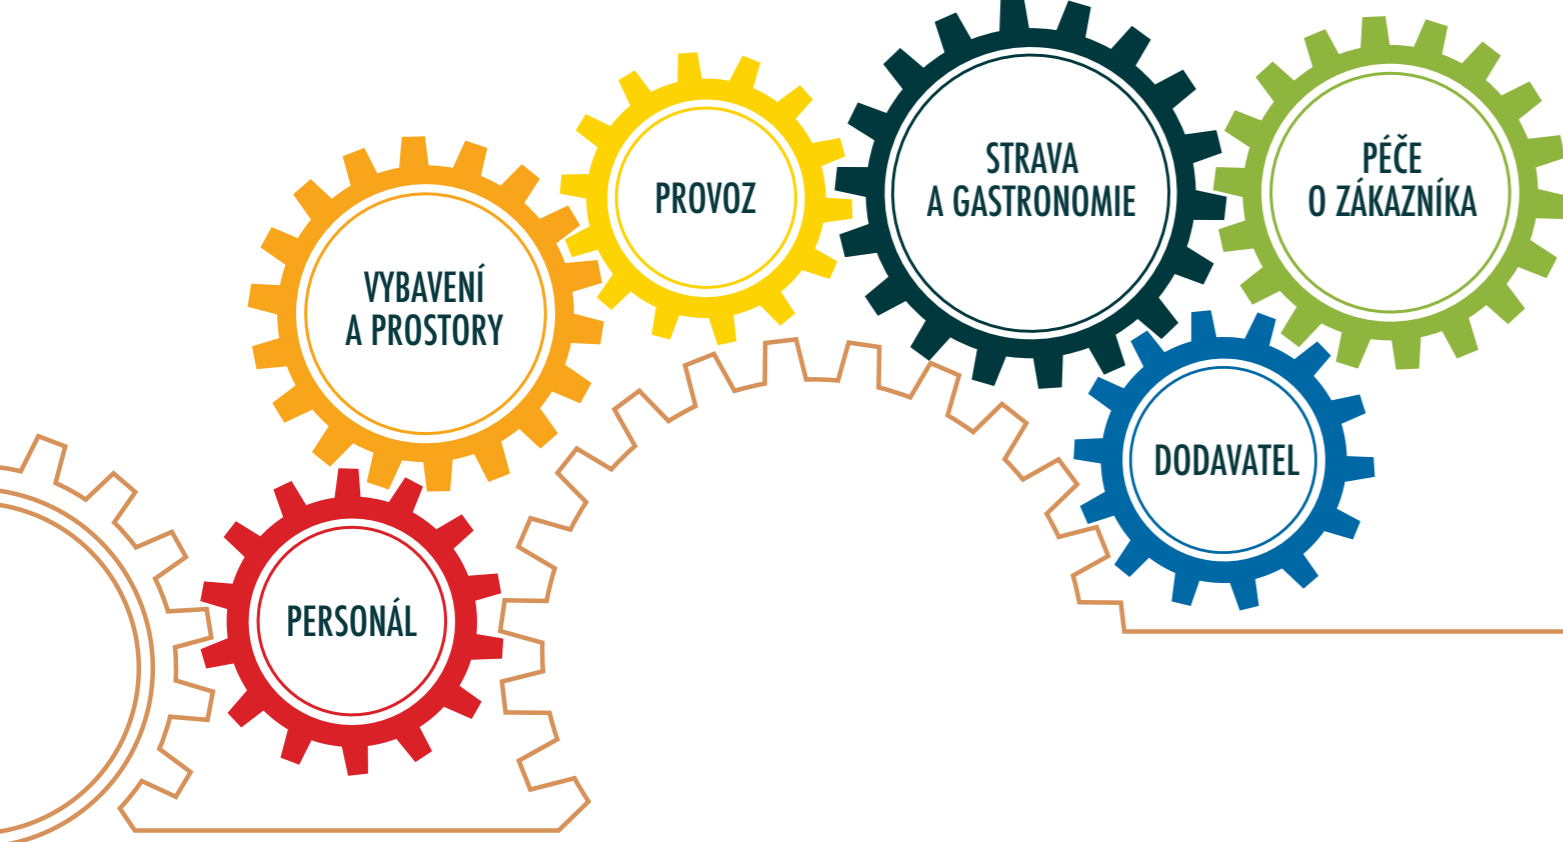 STRAVA
A GASTRONOMIE
PÉČE
O ZÁKAZNÍKA
PROVOZ
VYBAVENÍ
A PROSTORY
DODAVATEL
PERSONÁL